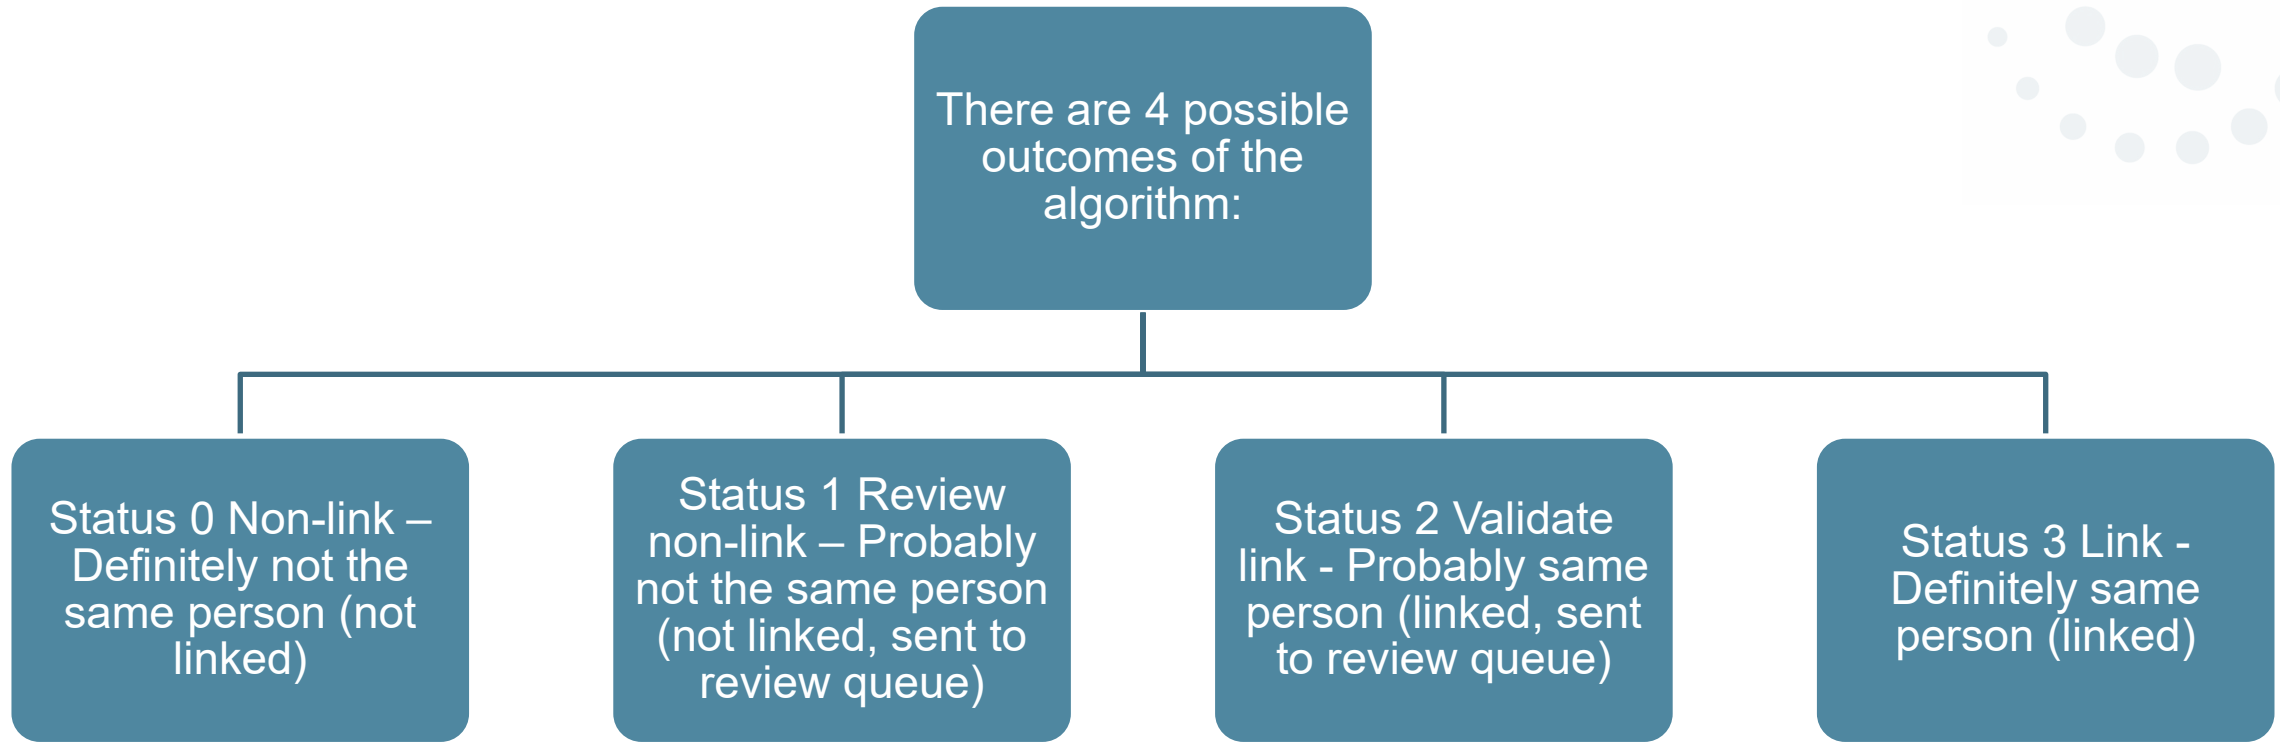 There are 4 possible
outcomes of the
algorithm:
Status 0 Non-link –
Definitely not the
same person (not
linked)
Status 1 Review
non-link – Probably
not the same person
(not linked, sent to
review queue)
Status 2 Validate
link - Probably same
person (linked, sent
to review queue)
Status 3 Link -
Definitely same
person (linked)